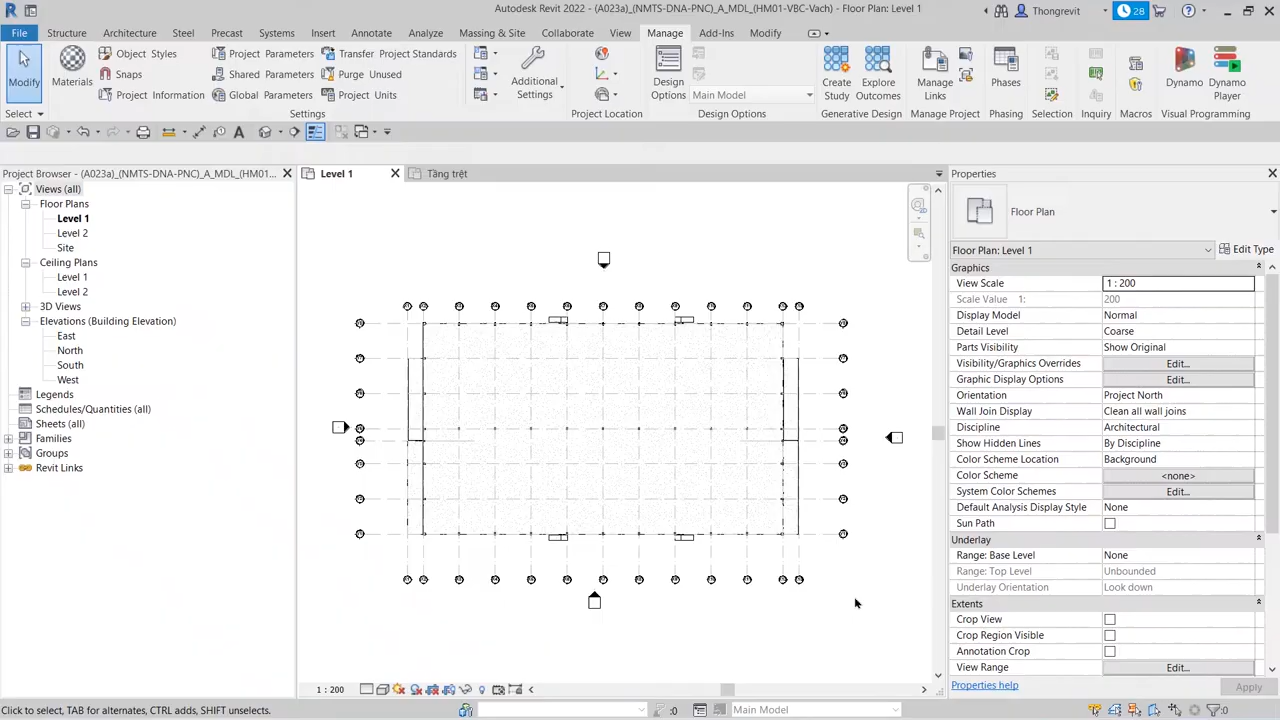 Autodesk Revit 2022 - (A023a)_(NMTS-DNA-PNC)_A_MDL_(HM01-VBC-Vach) - Floor Plan: Level 1
Thongrevit
28
File Structure Architecture Steel Precast Systems Insert Annotate Analyze Massing & Site Collaborate View Manage Add-Ins Modify
Modify
Materials
Object Styles
Snaps
Project Information
Project Parameters
Shared Parameters
Global Parameters
Transfer Project Standards
Purge Unused
Project Units
Additional
Settings
Design
Options
Main Model
Create
Study
Explore
Outcomes
Manage
Links
Phases
Dynamo
Dynamo
Player
Select
Settings
Project Location
Design Options
Generative Design
Manage Project
Phasing
Selection
Inquiry
Macros
Visual Programming
Project Browser - (A023a)_(NMTS-DNA-PNC)_A_MDL_(HM01...
Views (all)
Floor Plans
Level 1
Level 2
Site
Ceiling Plans
Level 1
Level 2
3D Views
Elevations (Building Elevation)
East
North
South
West
Legends
Schedules/Quantities (all)
Sheets (all)
Families
Groups
Revit Links
Level 1
Tầng trệt
Properties
Floor Plan
Floor Plan: Level 1
Edit Type
Graphics
View Scale 1 : 200
Scale Value 1: 200
Display Model Normal
Detail Level Coarse
Parts Visibility Show Original
Visibility/Graphics Overrides Edit...
Graphic Display Options Edit...
Orientation Project North
Wall Join Display Clean all wall joins
Discipline Architectural
Show Hidden Lines By Discipline
Color Scheme Location Background
Color Scheme <none>
System Color Schemes Edit...
Default Analysis Display Style None
Sun Path
Underlay
Range: Base Level None
Range: Top Level Unbounded
Underlay Orientation Look down
Extents
Crop View
Crop Region Visible
Annotation Crop
View Range Edit...
Properties help
Apply
1 : 200
Click to select, TAB for alternates, CTRL adds, SHIFT unselects.
:0
Main Model
:0